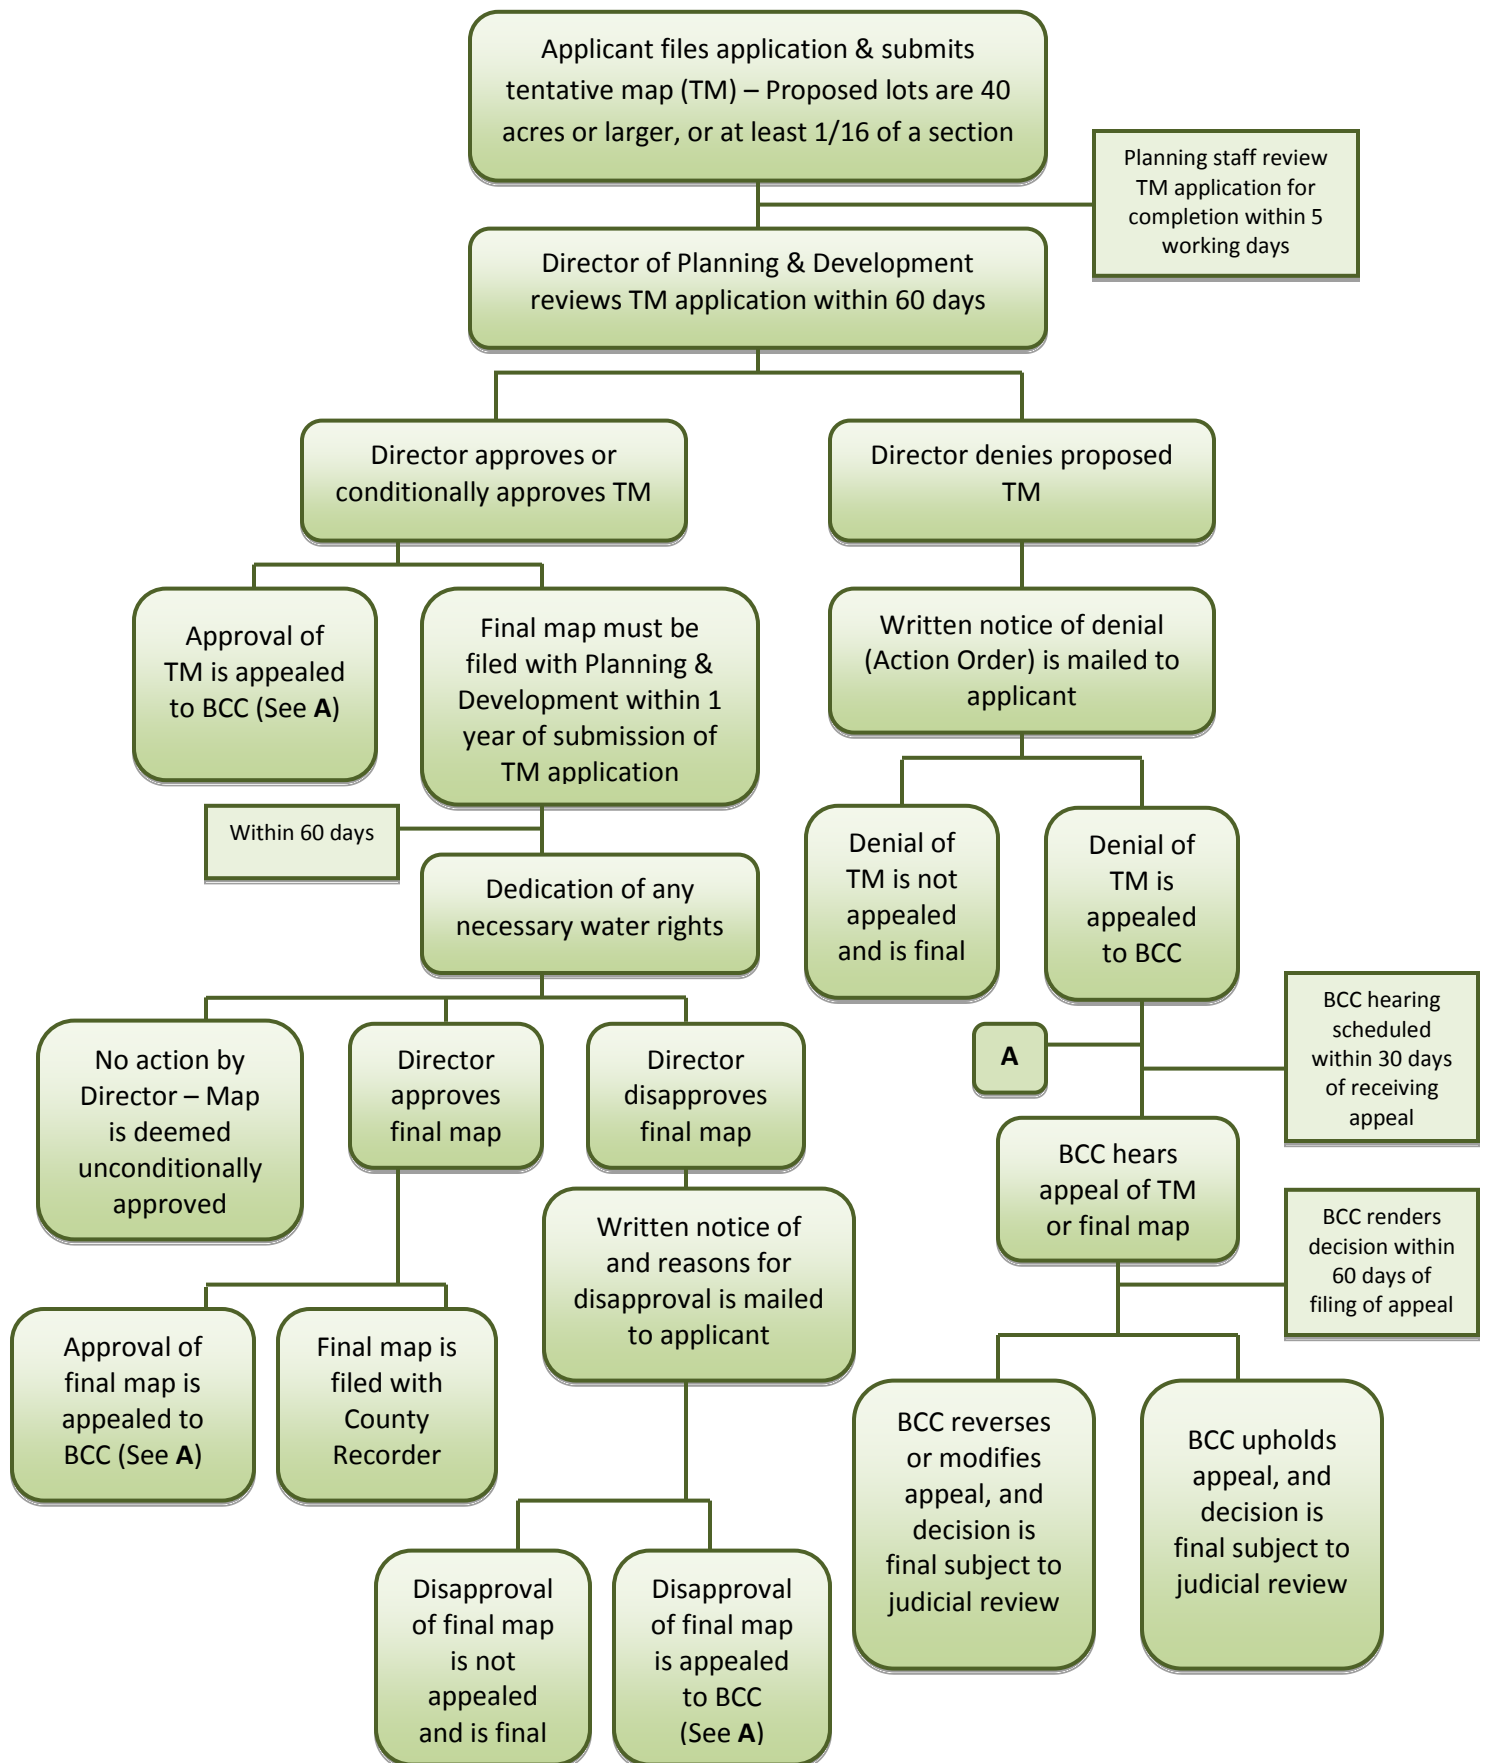 Applicant files application & submits
tentative map (TM) – Proposed lots are 40
acres or larger, or at least 1/16 of a section
Planning staff review
TM application for
completion within 5
working days
Director of Planning & Development
reviews TM application within 60 days
Director approves or
conditionally approves TM
Director denies proposed
TM
Approval of
TM is appealed
to BCC (See A)
Final map must be
filed with Planning &
Development within 1
year of submission of
TM application
Written notice of denial
(Action Order) is mailed to
applicant
Within 60 days
Dedication of any
necessary water rights
Denial of
TM is not
appealed
and is final
Denial of
TM is
appealed
to BCC
A
BCC hearing
scheduled
within 30 days
of receiving
appeal
No action by
Director – Map
is deemed
unconditionally
approved
Director
approves
final map
Director
disapproves
final map
BCC hears
appeal of TM
or final map
Written notice of
and reasons for
disapproval is mailed
to applicant
BCC renders
decision within
60 days of
filing of appeal
Approval of
final map is
appealed to
BCC (See A)
Final map is
filed with
County
Recorder
BCC reverses
or modifies
appeal, and
decision is
final subject to
judicial review
BCC upholds
appeal, and
decision is
final subject to
judicial review
Disapproval
of final map
is not
appealed
and is final
Disapproval
of final map
is appealed
to BCC
(See A)